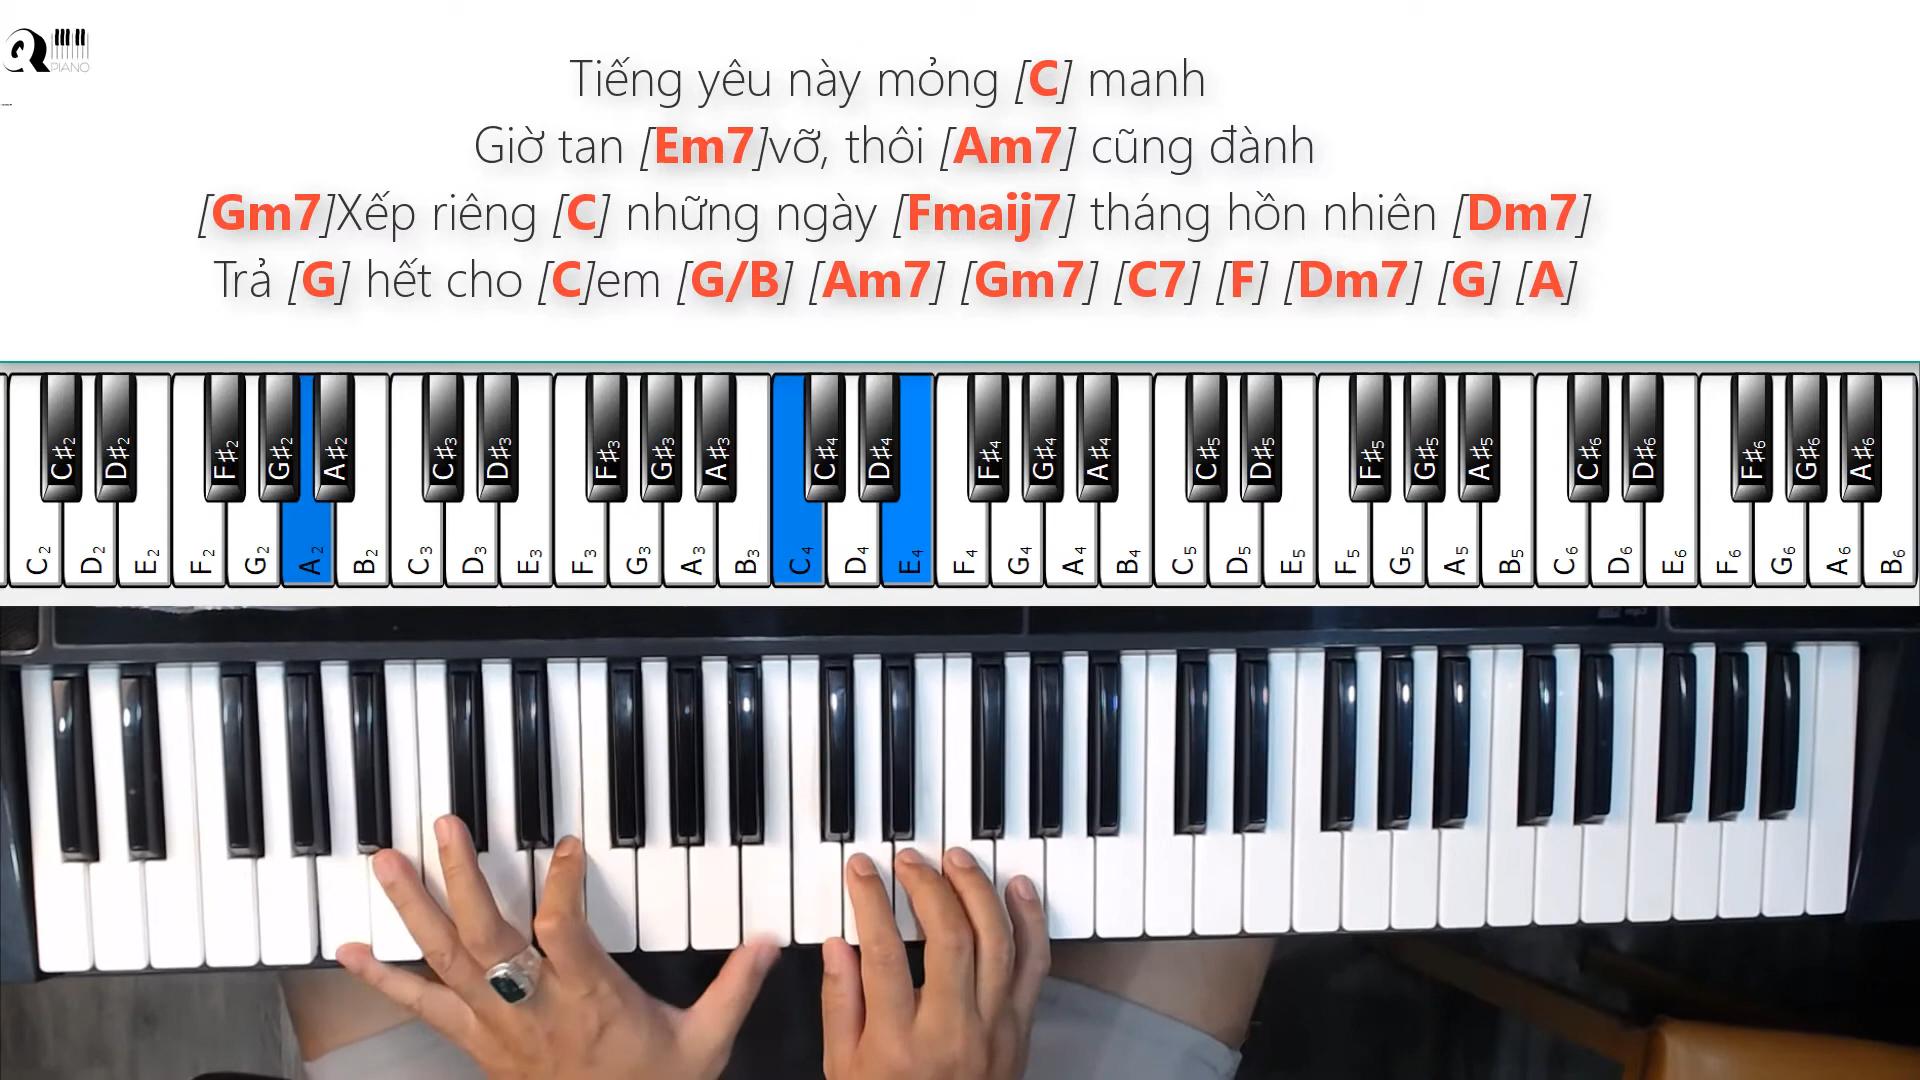 Q
PIANO
Tiếng yêu này mỏng [C] manh
Giờ tan [Em7]vỡ, thôi [Am7] cũng đành
[Gm7]Xếp riêng [C] những ngày [Fmaij7] tháng hồn nhiên [Dm7]
Trả [G] hết cho [C]em [G/B] [Am7] [Gm7] [C7] [F] [Dm7] [G] [A]
C♯2 D♯2 F♯2 G♯2 A♯2 C♯3 D♯3 F♯3 G♯3 A♯3 C♯4 D♯4 F♯4 G♯4 A♯4 C♯5 D♯5 F♯5 G♯5 A♯5 C♯6 D♯6 F♯6 G♯6 A♯6
C2 D2 E2 F2 G2 A2 B2 C3 D3 E3 F3 G3 A3 B3 C4 D4 E4 F4 G4 A4 B4 C5 D5 E5 F5 G5 A5 B5 C6 D6 E6 F6 G6 A6 B6